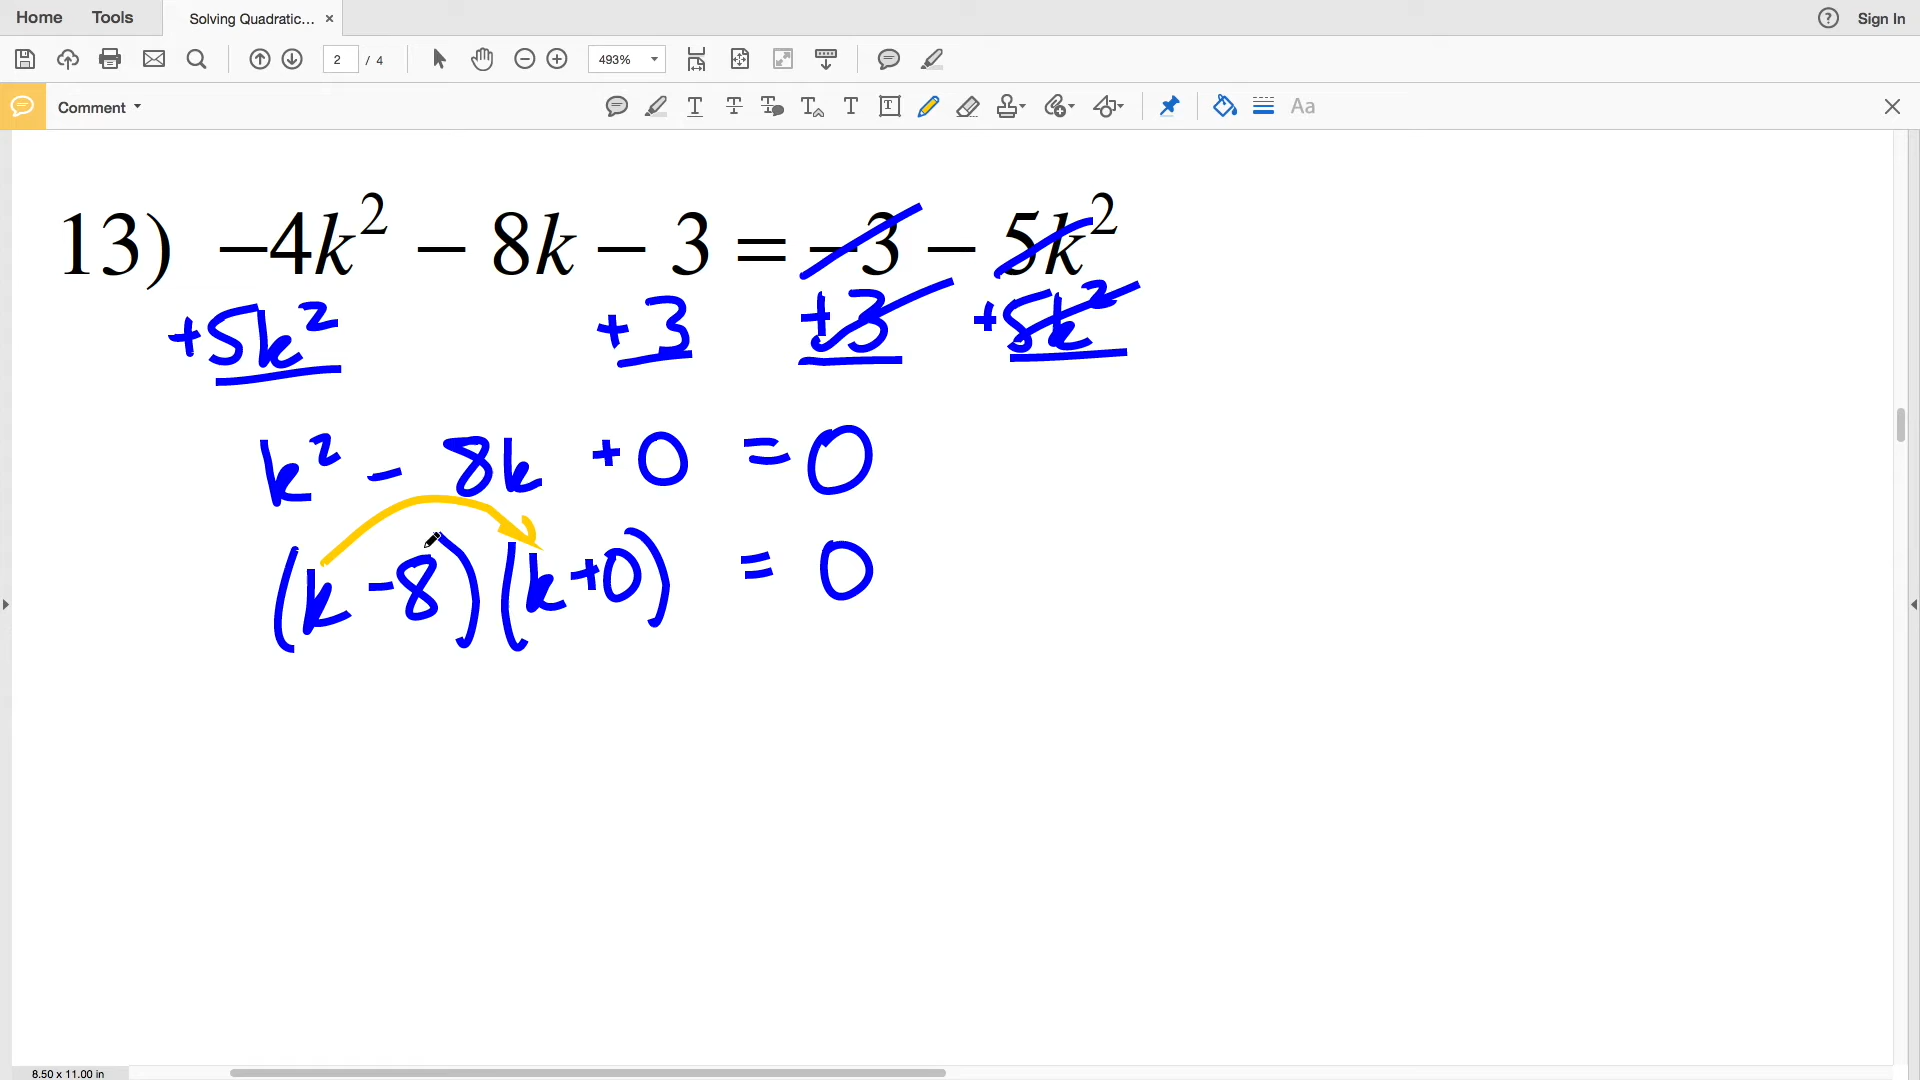 Home Tools Solving Quadratic... × ? Sign In
2 / 4 493%
Comment T T T T T T Aa
13) −4k² − 8k − 3 = −3 − 5k²
+5k² +3 +3 +5k²
k² − 8k +0 = 0
(k −8)(k+0) = 0
8.50 x 11.00 in